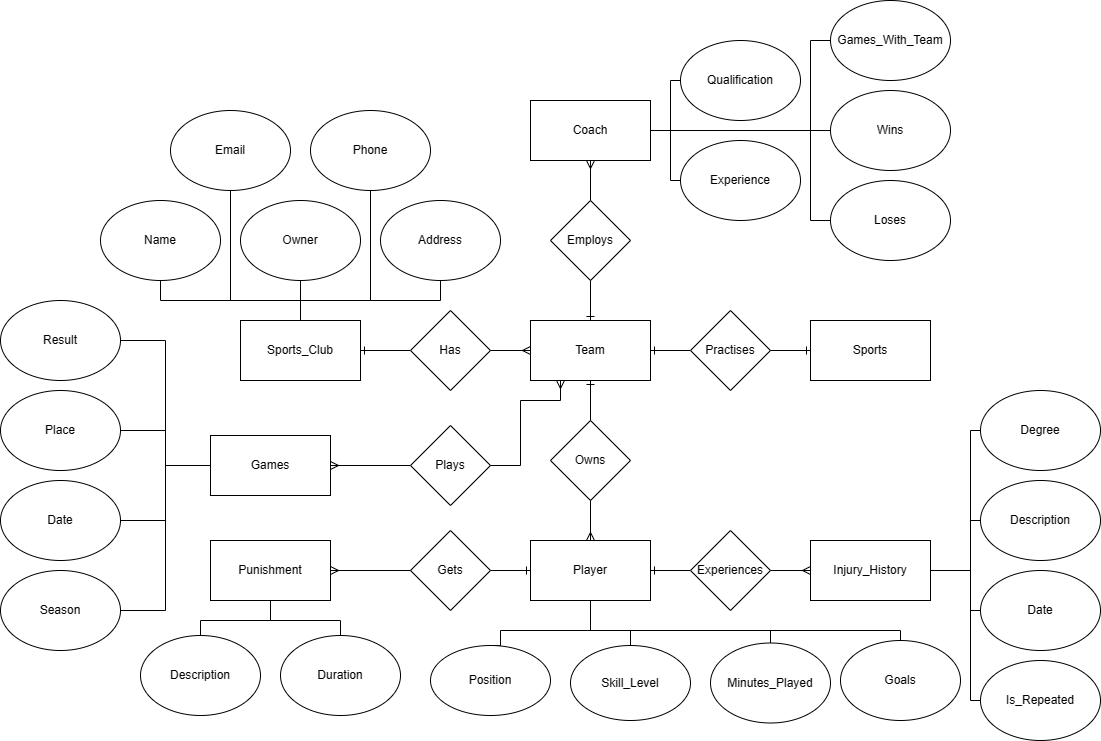 Games_With_Team
Qualification
Coach
Wins
Email
Phone
Experience
Loses
Name
Owner
Address
Employs
Result
Sports_Club
Has
Team
Practises
Sports
Place
Degree
Games
Plays
Owns
Date
Description
Punishment
Gets
Player
Experiences
Injury_History
Season
Date
Description
Duration
Position
Skill_Level
Minutes_Played
Goals
Is_Repeated